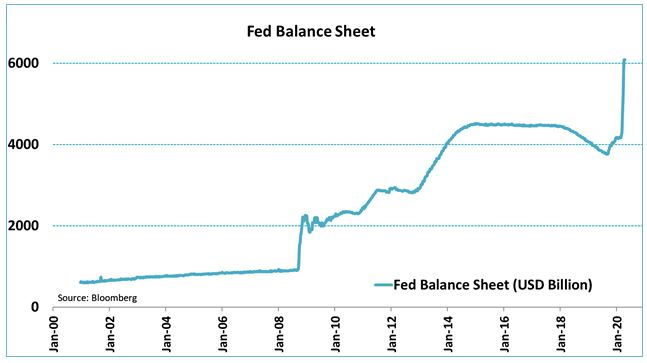 Fed Balance Sheet
6000
4000
2000
0
Fed Balance Sheet (USD Billion)
Source: Bloomberg
Jan-00
Jan-02
Jan-04
Jan-06
Jan-08
Jan-10
Jan-12
Jan-14
Jan-16
Jan-18
Jan-20